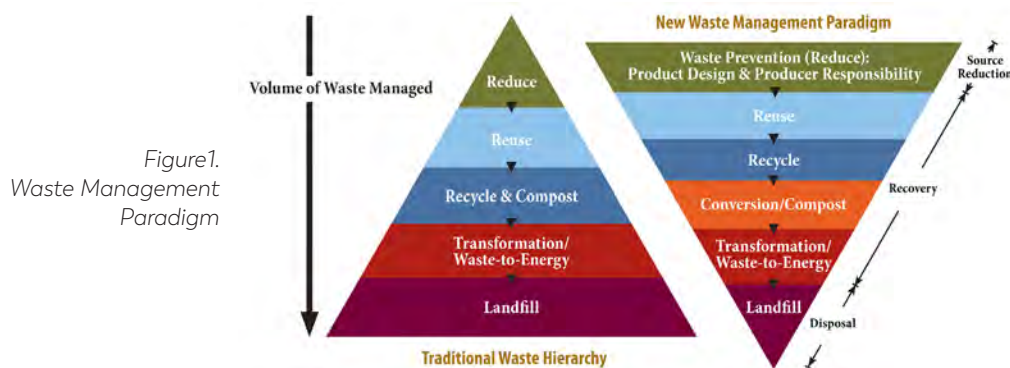 New Waste Management Paradigm
Waste Prevention (Reduce):
Product Design & Producer Responsibility
Source
Reduction
Volume of Waste Managed
Reduce
Reuse
Reuse
Figure1.
Waste Management
Paradigm
Recycle & Compost
Recycle
Recovery
Conversion/Compost
Transformation/
Waste-to-Energy
Transformation/
Waste-to-Energy
Landfill
Landfill
Disposal
Traditional Waste Hierarchy